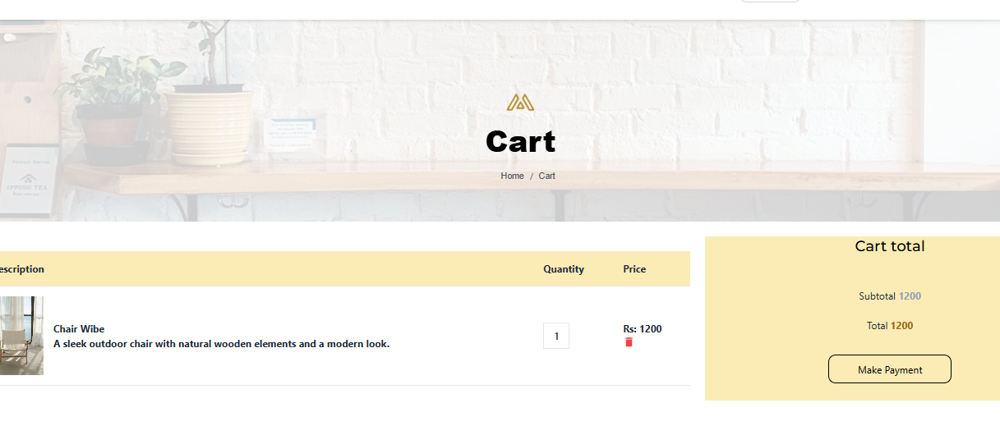 Cart
Home / Cart
IPPODO TEA
escription Quantity Price
Chair Wibe
A sleek outdoor chair with natural wooden elements and a modern look.
1
Rs: 1200
Cart total
Subtotal 1200
Total 1200
Make Payment